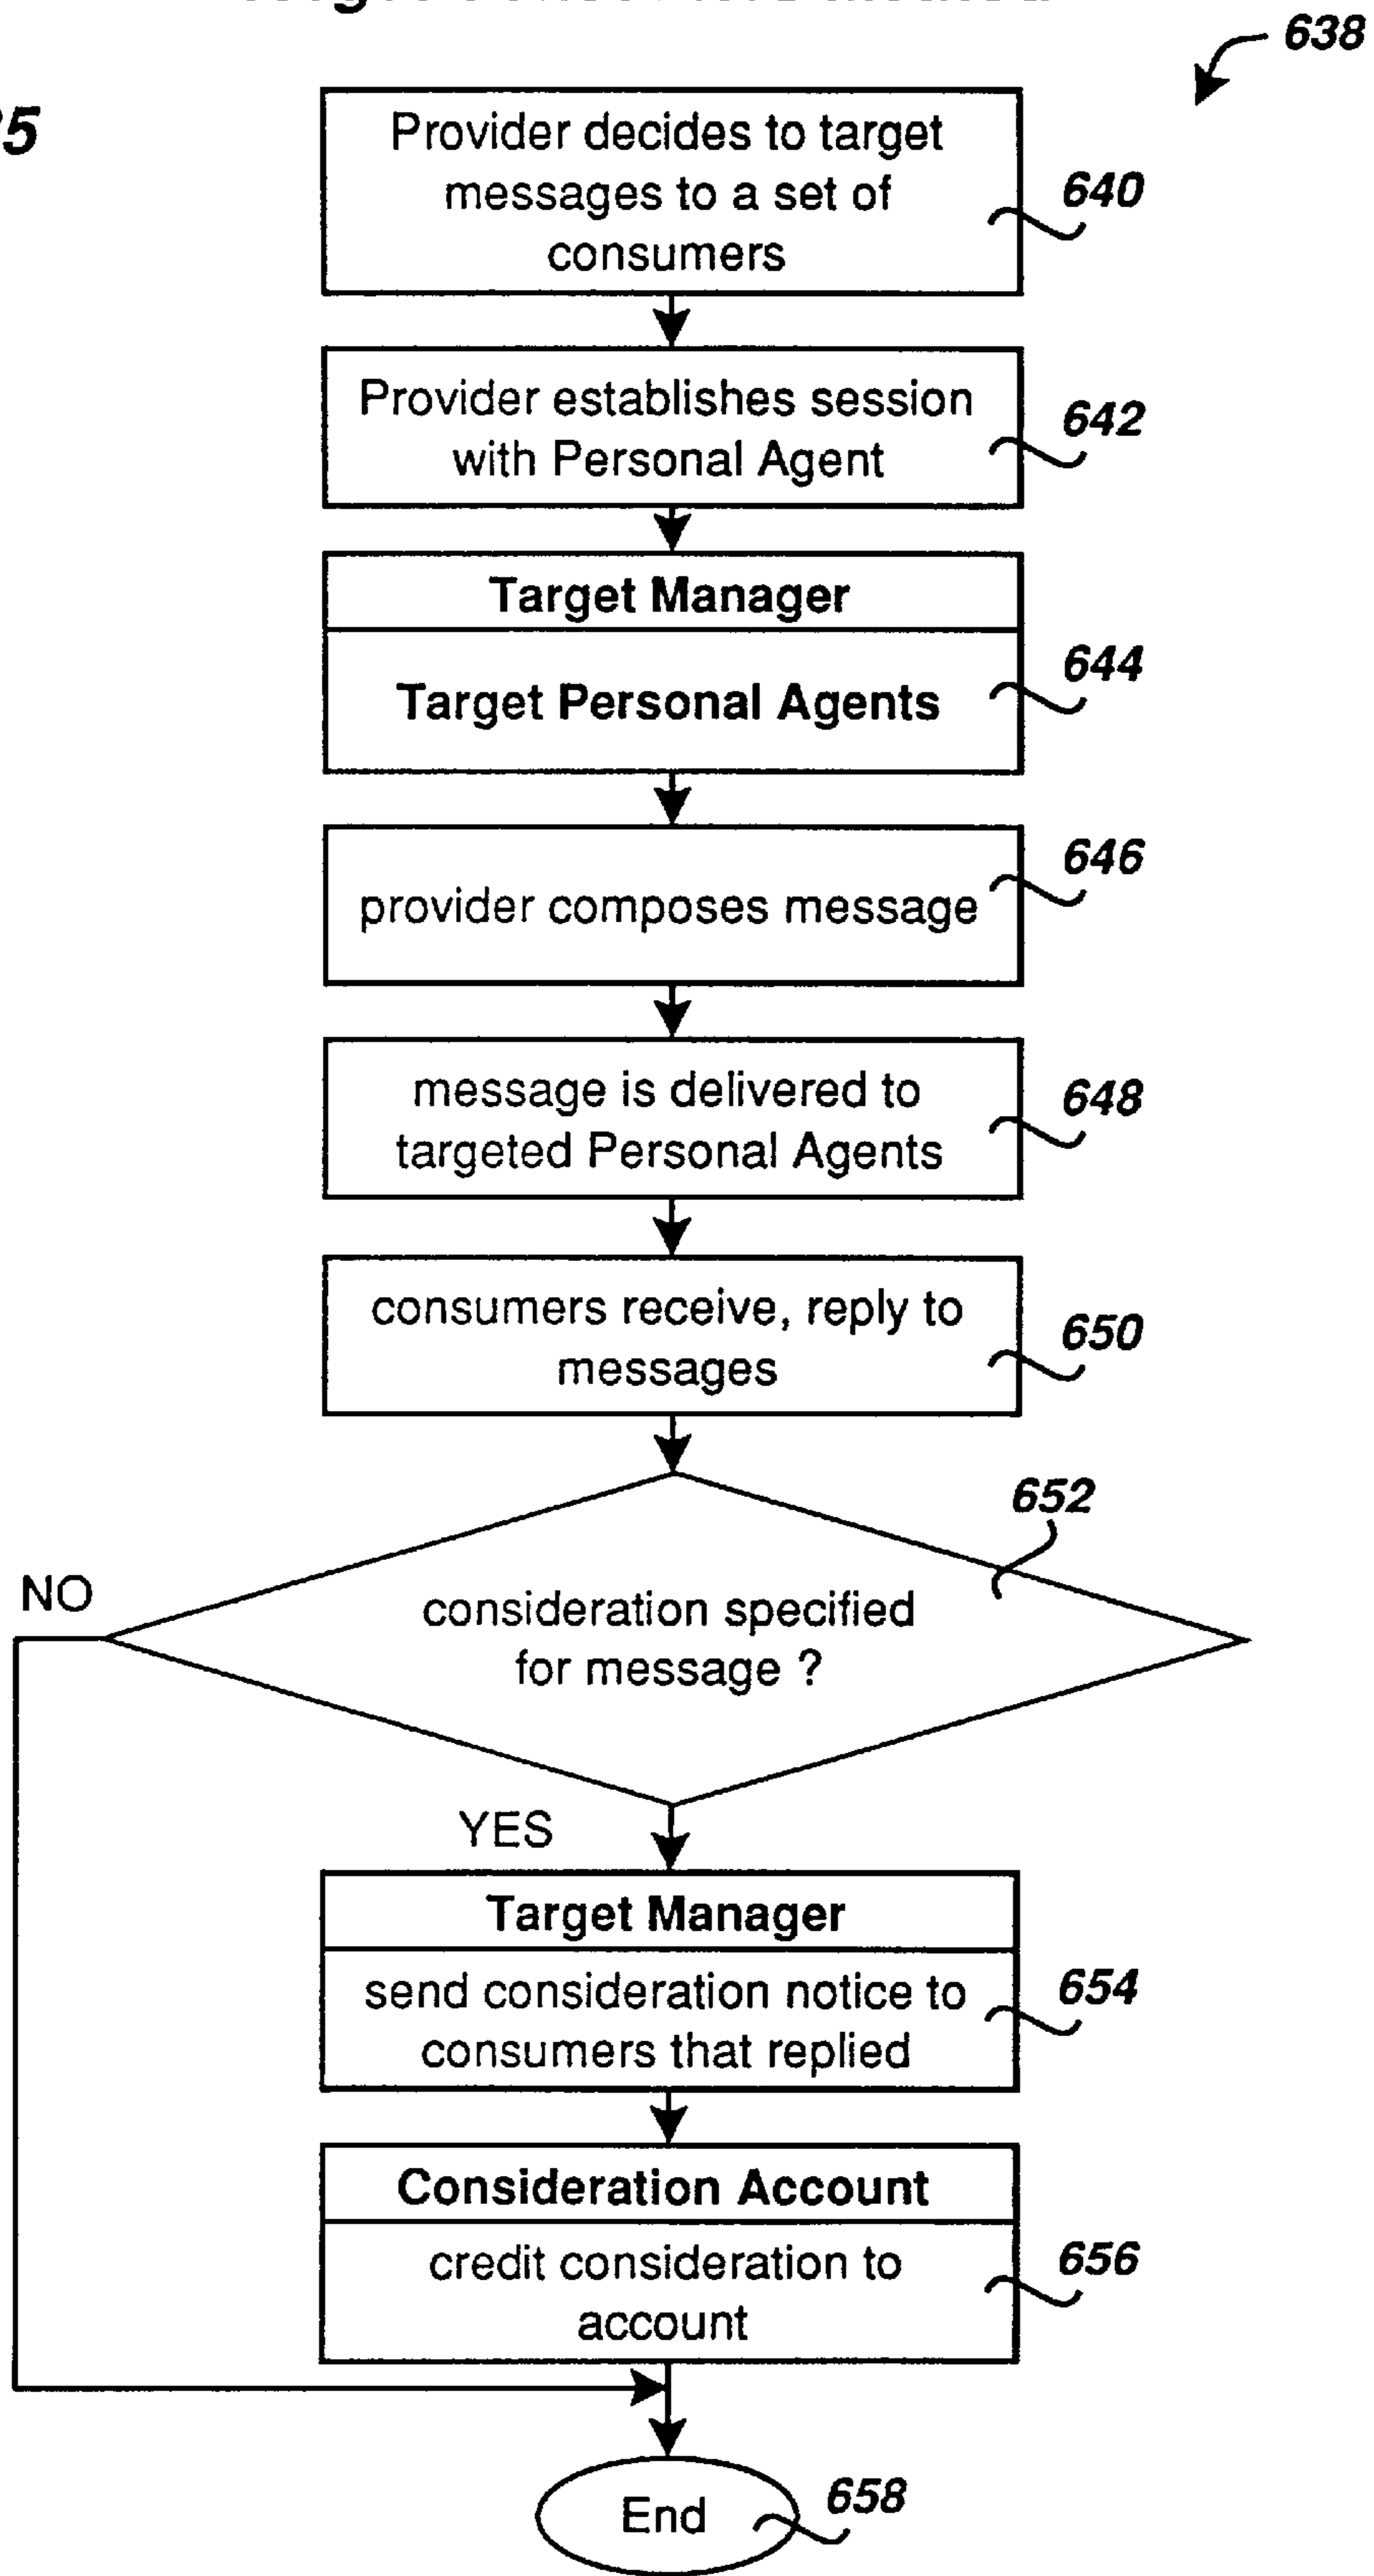 638
Provider decides to target
messages to a set of
consumers
640
Provider establishes session
with Personal Agent
642
Target Manager
Target Personal Agents
644
provider composes message
646
message is delivered to
targeted Personal Agents
648
consumers receive, reply to
messages
650
652
NO
consideration specified
for message ?
YES
Target Manager
send consideration notice to
consumers that replied
654
Consideration Account
credit consideration to
account
656
End
658